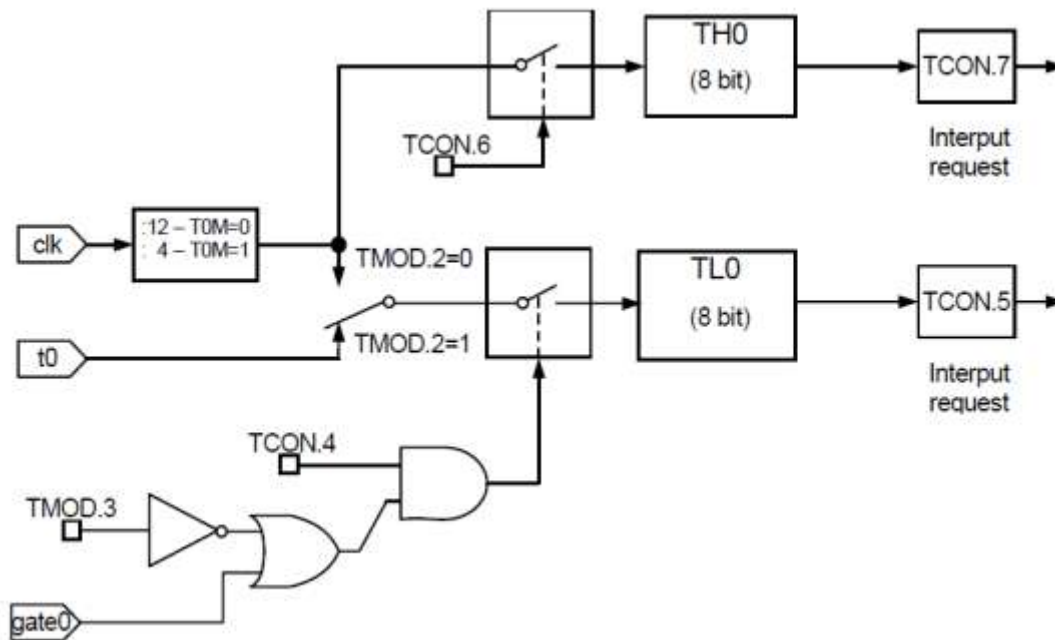 TH0
(8 bit)
TCON.7
Interput
request
TCON.6
clk
:12 – T0M=0
: 4 – T0M=1
TMOD.2=0
TL0
(8 bit)
TCON.5
t0
TMOD.2=1
Interput
request
TCON.4
TMOD.3
gate0